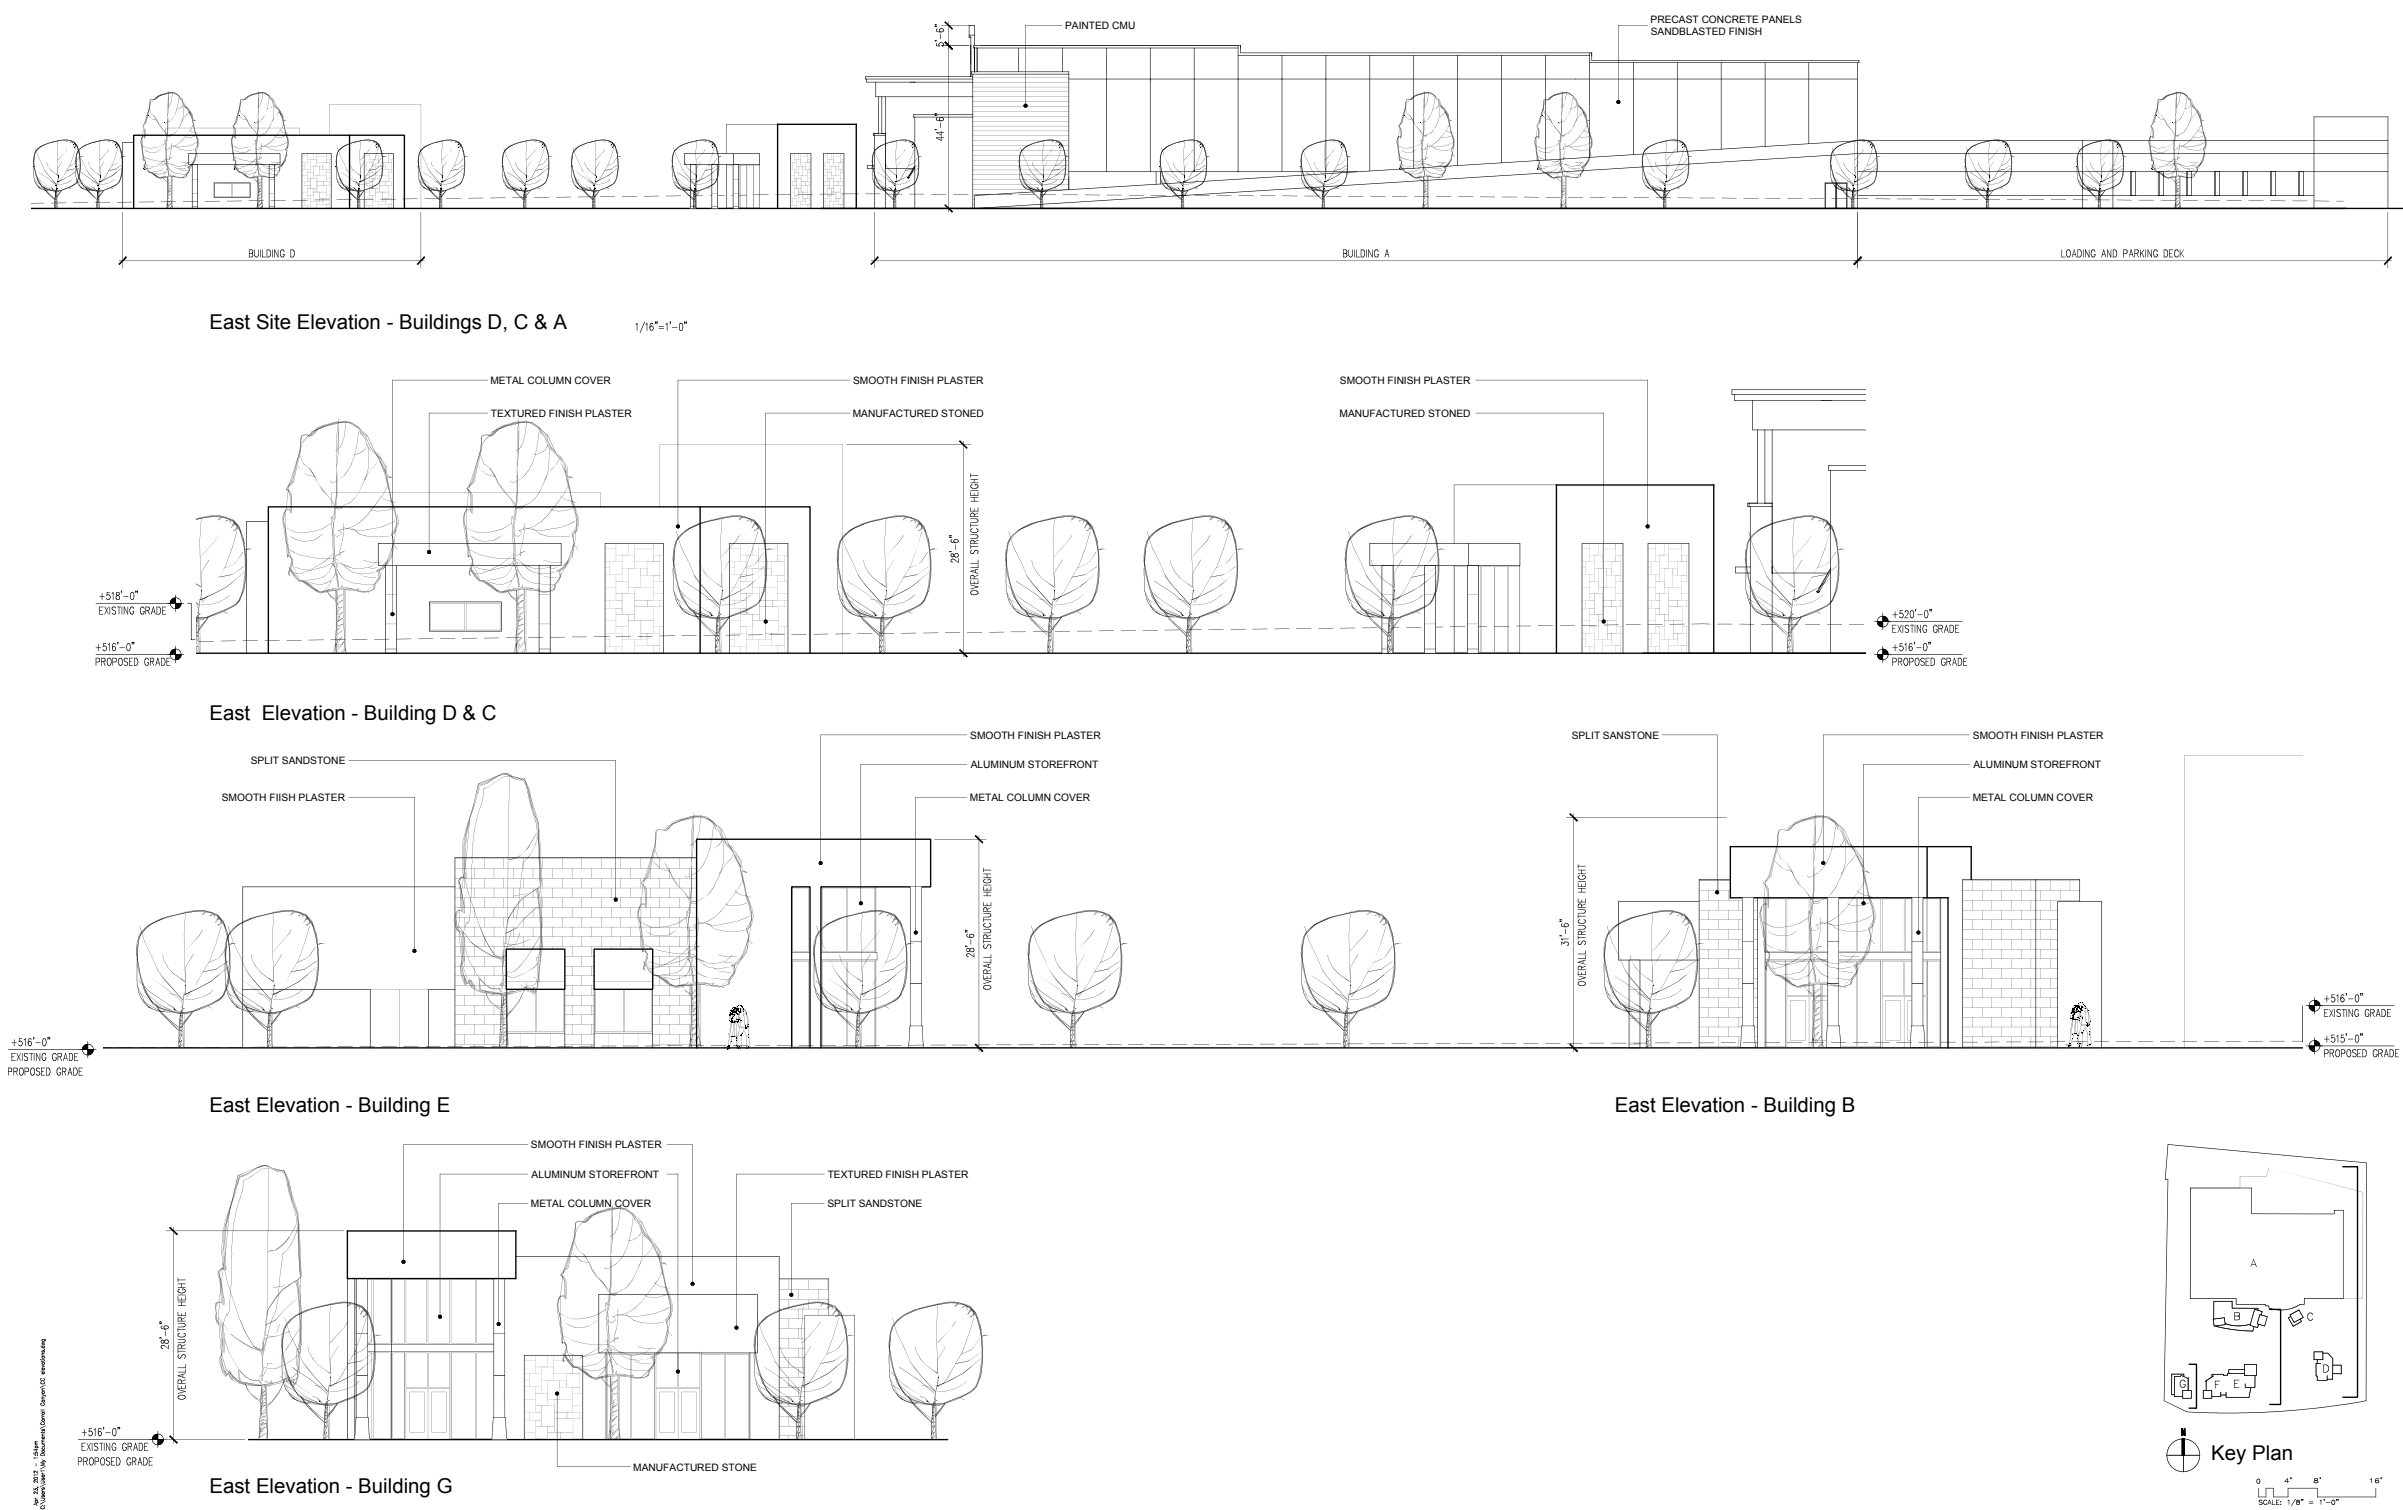 5'-6"
PAINTED CMU
PRECAST CONCRETE PANELS
SANDBLASTED FINISH
44'-6"
BUILDING D
BUILDING A
LOADING AND PARKING DECK
East Site Elevation - Buildings D, C & A
1/16"=1'-0"
METAL COLUMN COVER
SMOOTH FINISH PLASTER
SMOOTH FINISH PLASTER
TEXTURED FINISH PLASTER
MANUFACTURED STONED
MANUFACTURED STONED
28'-6"
OVERALL STRUCTURE HEIGHT
+518'-0"
EXISTING GRADE
+516'-0"
PROPOSED GRADE
+520'-0"
EXISTING GRADE
+516'-0"
PROPOSED GRADE
East Elevation - Building D & C
SMOOTH FINISH PLASTER
SPLIT SANDSTONE
ALUMINUM STOREFRONT
SMOOTH FIISH PLASTER
METAL COLUMN COVER
28'-6"
OVERALL STRUCTURE HEIGHT
+516'-0"
EXISTING GRADE
PROPOSED GRADE
SPLIT SANSTONE
SMOOTH FINISH PLASTER
ALUMINUM STOREFRONT
METAL COLUMN COVER
31'-6"
OVERALL STRUCTURE HEIGHT
+516'-0"
EXISTING GRADE
+515'-0"
PROPOSED GRADE
East Elevation - Building E
East Elevation - Building B
SMOOTH FINISH PLASTER
ALUMINUM STOREFRONT
TEXTURED FINISH PLASTER
METAL COLUMN COVER
SPLIT SANDSTONE
28'-6"
OVERALL STRUCTURE HEIGHT
+516'-0"
EXISTING GRADE
PROPOSED GRADE
MANUFACTURED STONE
East Elevation - Building G
A
B
C
D
G
F
E
N
Key Plan
0 4' 8' 16'
SCALE: 1/8" = 1'-0"
Apr 23, 2012 - 1:54pm